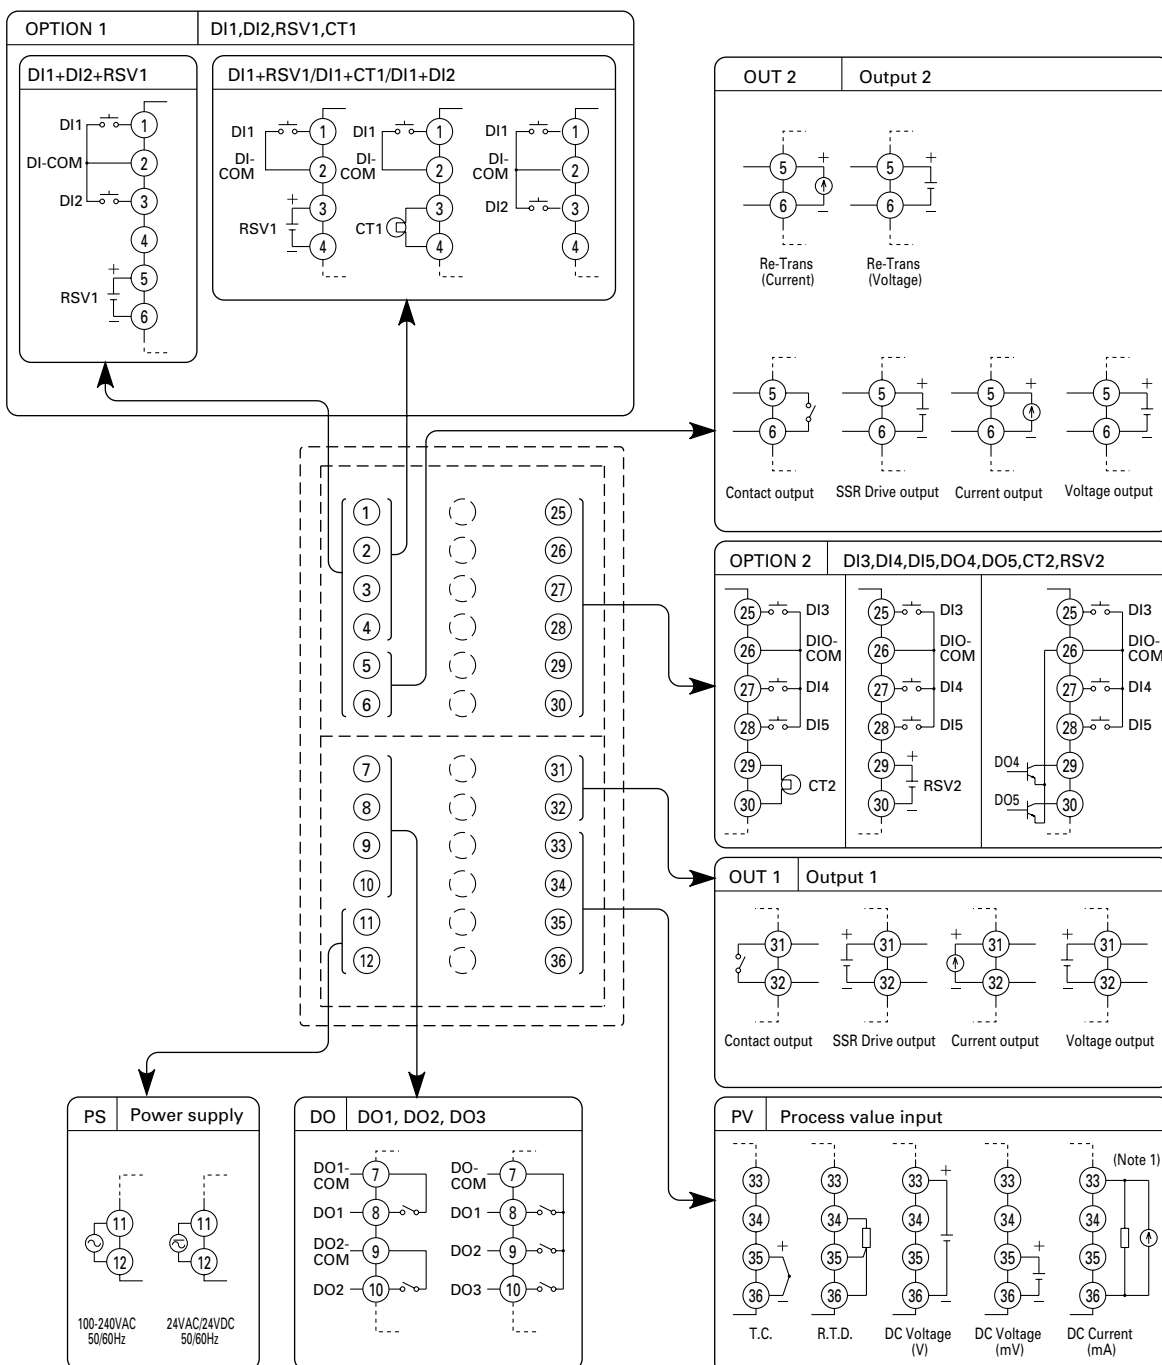 OPTION 1 DI1,DI2,RSV1,CT1
DI1+DI2+RSV1
DI1 1
DI-COM 2
DI2 3
4
+ 5
RSV1
− 6
DI1+RSV1/DI1+CT1/DI1+DI2
DI1 1
DI-
COM 2
+ 3
RSV1
− 4
DI1 1
DI-
COM 2
3
CT1
4
DI1 1
DI-
COM 2
DI2 3
4
OUT 2 Output 2
5 +
6 −
Re-Trans
(Current)
5 +
6 −
Re-Trans
(Voltage)
5
6
Contact output
5 +
6 −
SSR Drive output
5 +
6 −
Current output
5 +
6 −
Voltage output
1 25
2 26
3 27
4 28
5 29
6 30
7 31
8 32
9 33
10 34
11 35
12 36
OPTION 2 DI3,DI4,DI5,DO4,DO5,CT2,RSV2
25 DI3
26 DIO-
COM
27 DI4
28 DI5
29
CT2
30
25 DI3
26 DIO-
COM
27 DI4
28 DI5
29 +
RSV2
30 −
25 DI3
26 DIO-
COM
27 DI4
28 DI5
DO4 29
DO5 30
OUT 1 Output 1
31
32
Contact output
+ 31
− 32
SSR Drive output
+ 31
− 32
Current output
+ 31
− 32
Voltage output
PS Power supply
11
12
100-240VAC
50/60Hz
11
12
24VAC/24VDC
50/60Hz
DO DO1, DO2, DO3
DO1-
COM 7
DO1 8
DO2-
COM 9
DO2 10
DO-
COM 7
DO1 8
DO2 9
DO3 10
PV Process value input
33
34
35 +
36 −
T.C.
33
34
35
36
R.T.D.
33 +
34
35
36 −
DC Voltage
(V)
33
34
35 +
36 −
DC Voltage
(mV)
(Note 1)
33
34
35
36
DC Current
(mA)